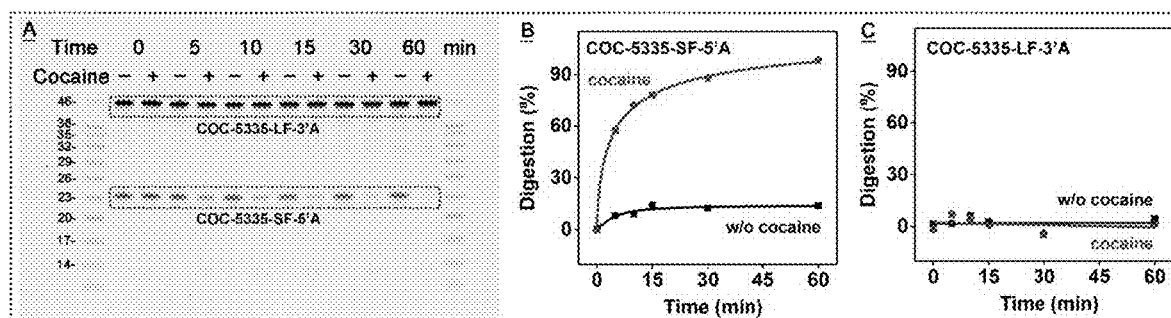 A
Time 0 5 10 15 30 60 min
Cocaine − + − + − + − + − + − +
46-
38-
35-
32-
29-
26-
23-
20-
17-
14-
COC-5335-LF-3'A
COC-5335-SF-5'A
B
COC-5335-SF-5'A
cocaine
w/o cocaine
Digestion (%)
90
60
30
0
0 15 30 45 60
Time (min)
C
COC-5335-LF-3'A
w/o cocaine
cocaine
Digestion (%)
90
60
30
0
0 15 30 45 60
Time (min)